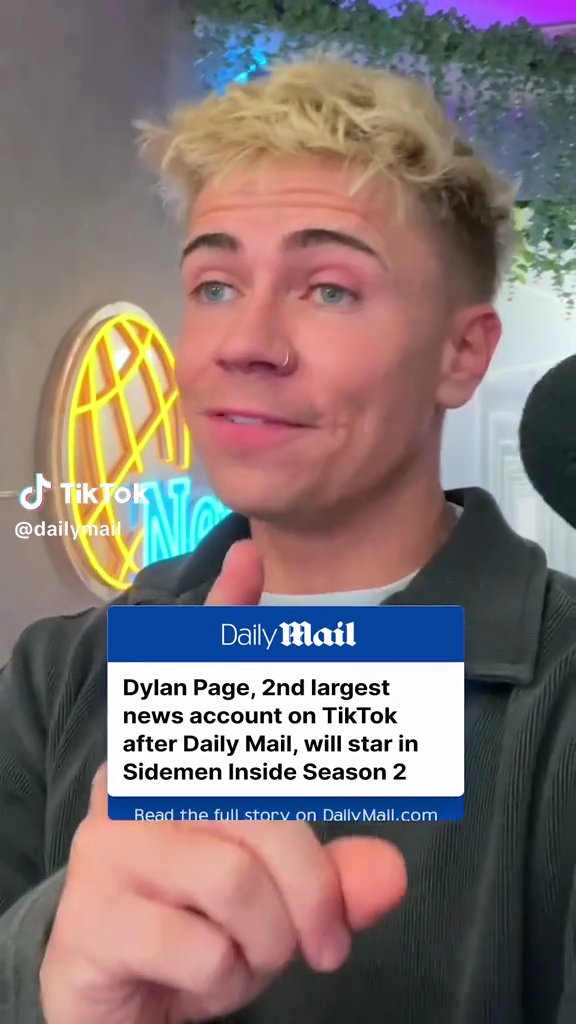 TikTok
@dailymail
Daily Mail
Dylan Page, 2nd largest
news account on TikTok
after Daily Mail, will star in
Sidemen Inside Season 2
Read the full story on DailyMail.com